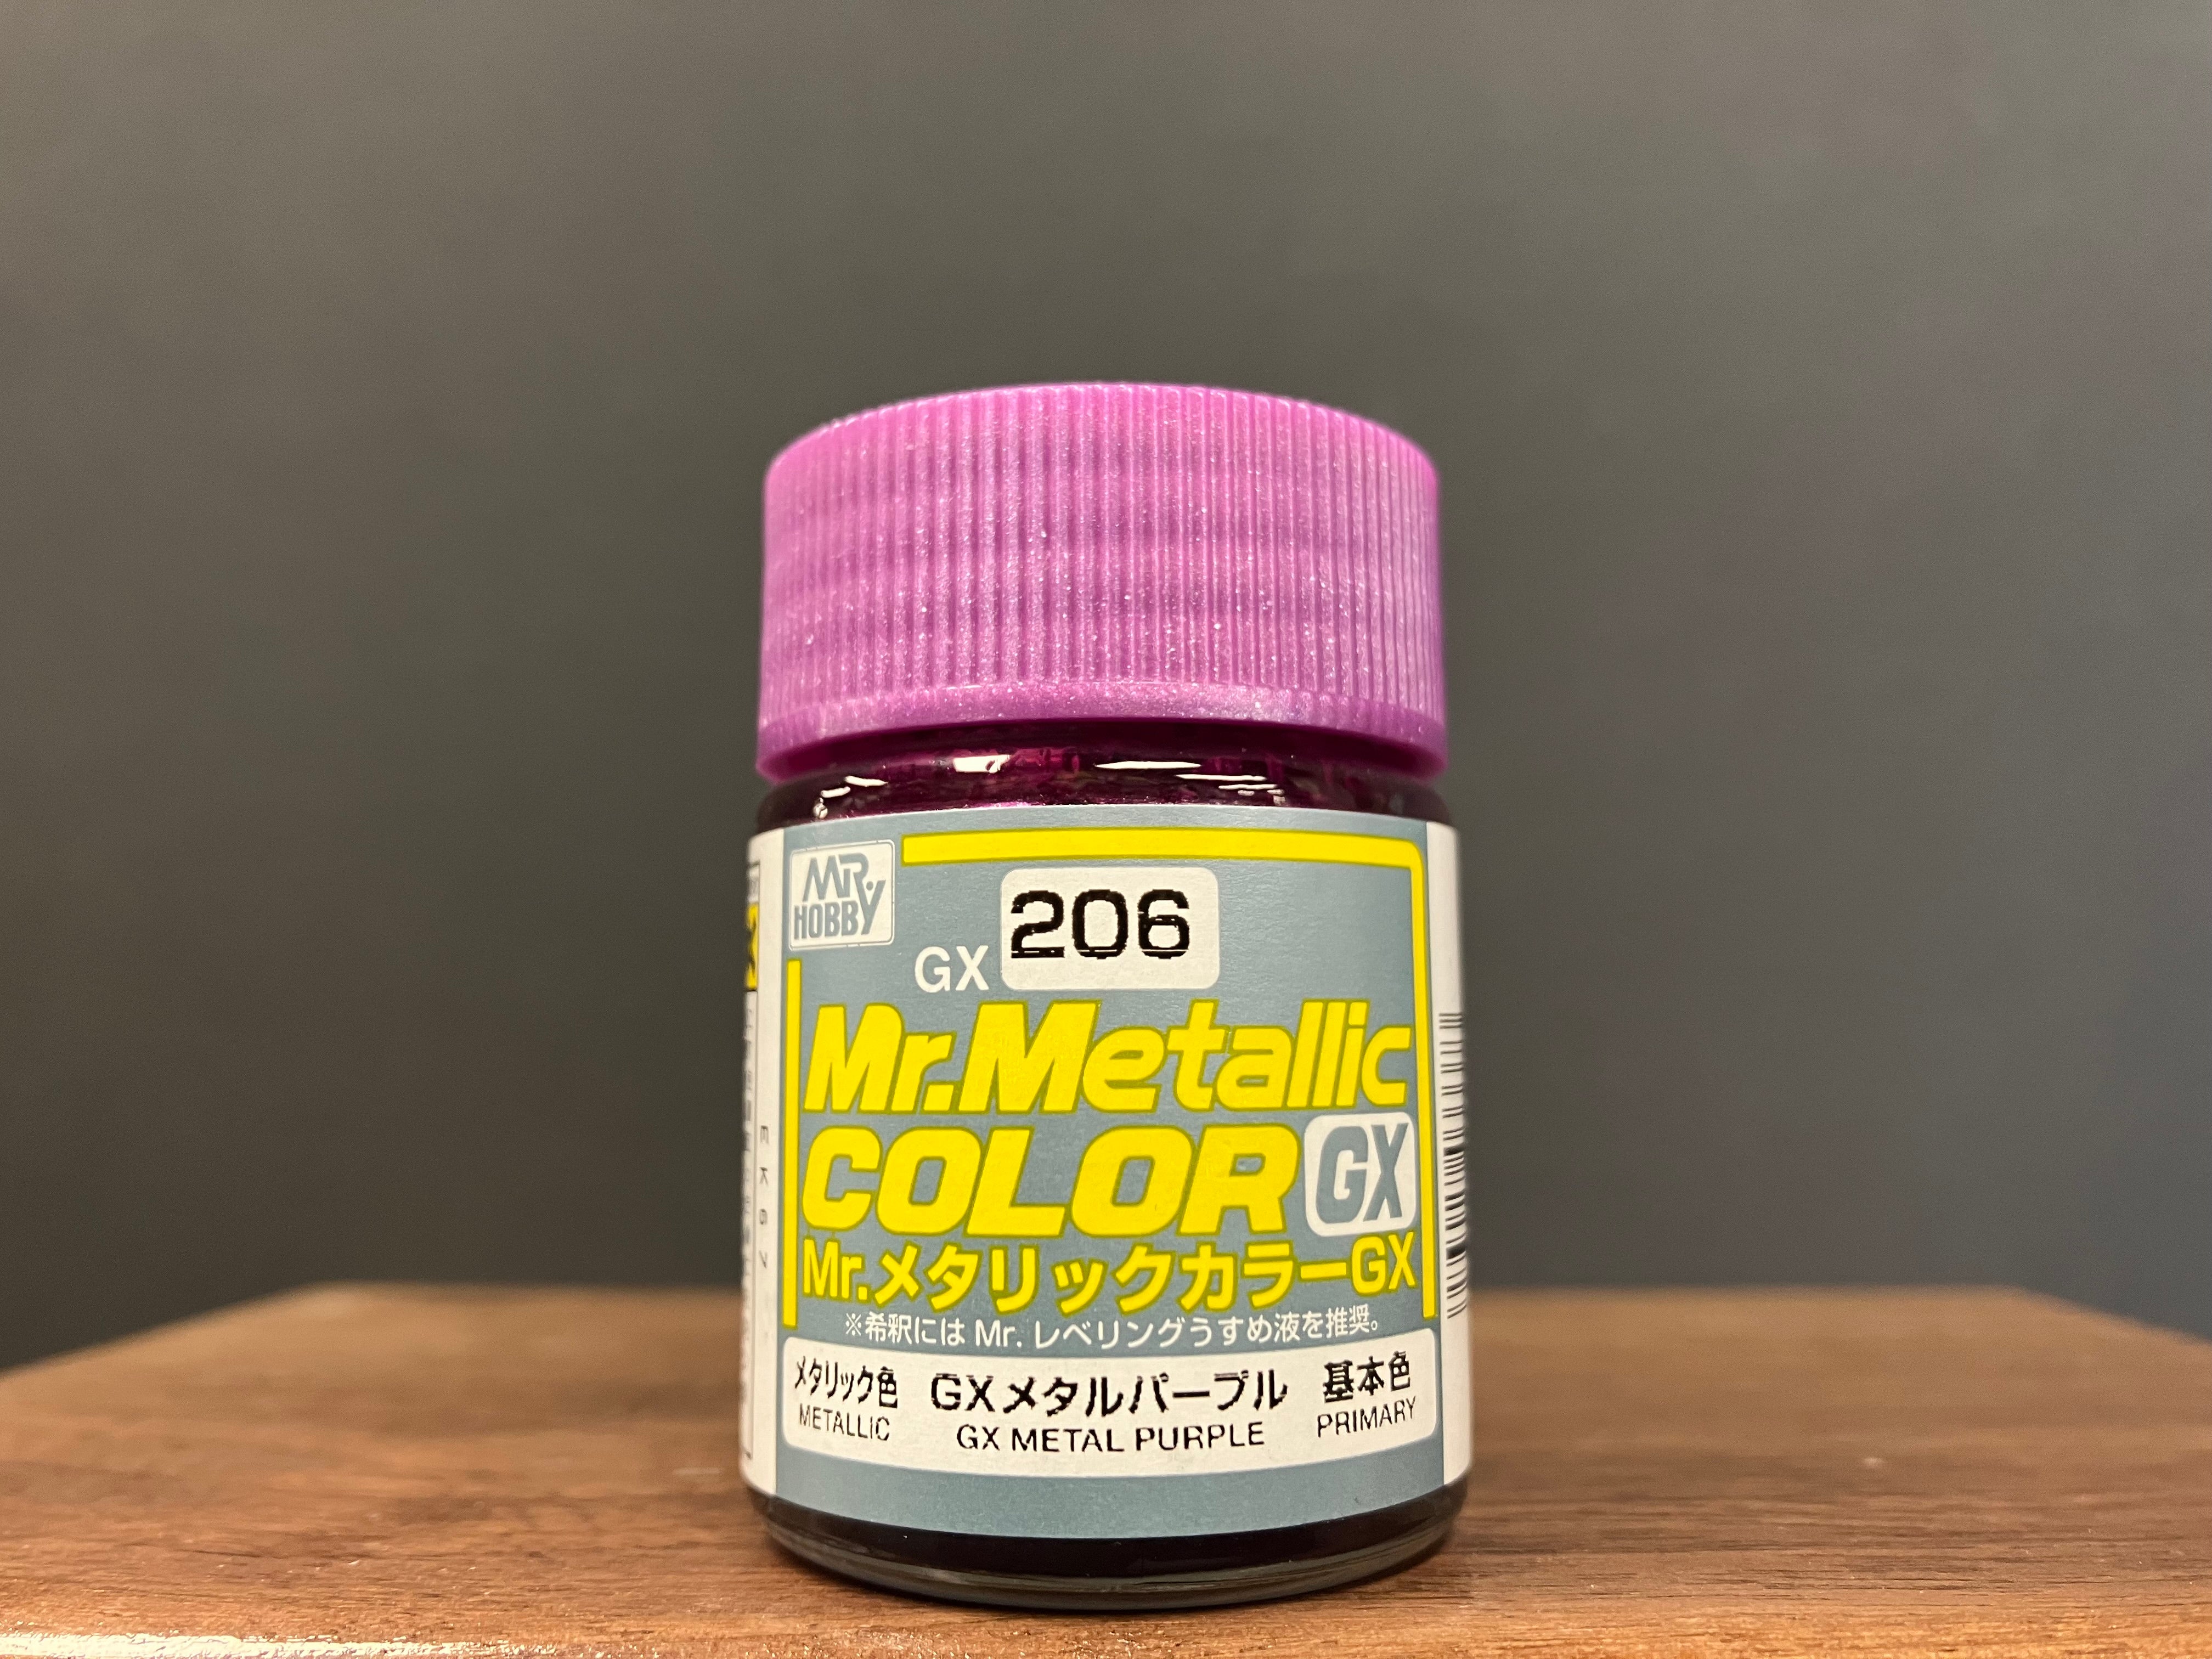 MR HOBBY
GX 206
Mr.Metallic
COLOR GX
Mr.メタリックカラーGX
※希釈には Mr. レベリングうすめ液を推奨。
メタリック色 GXメタルパープル 基本色
METALLIC GX METAL PURPLE PRIMARY
EK67